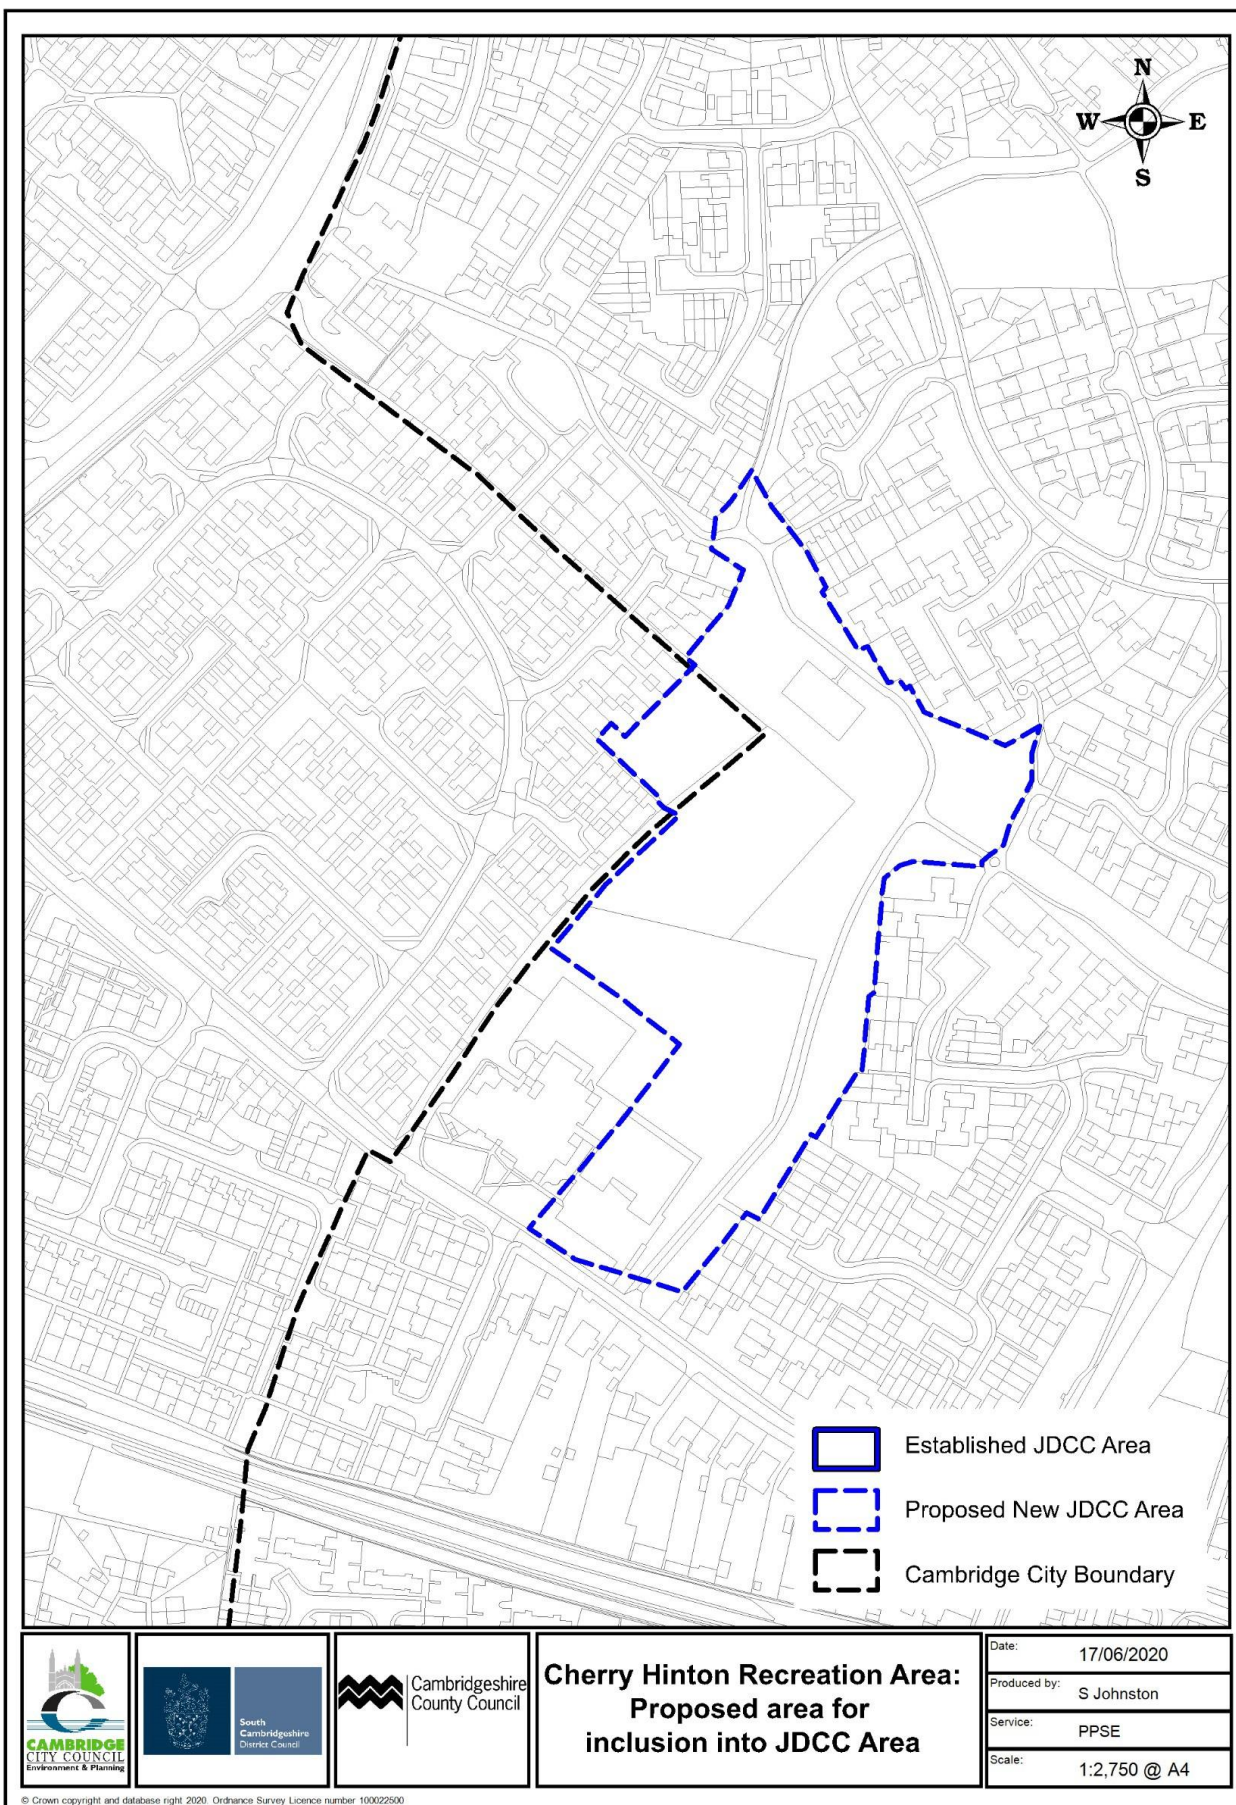 N
W E
S
Established JDCC Area
Proposed New JDCC Area
Cambridge City Boundary
CAMBRIDGE
CITY COUNCIL
Environment & Planning
South
Cambridgeshire
District Council
Cambridgeshire
County Council
Cherry Hinton Recreation Area:
Proposed area for
inclusion into JDCC Area
Date: 17/06/2020
Produced by: S Johnston
Service: PPSE
Scale: 1:2,750 @ A4
© Crown copyright and database right 2020. Ordnance Survey Licence number 100022500